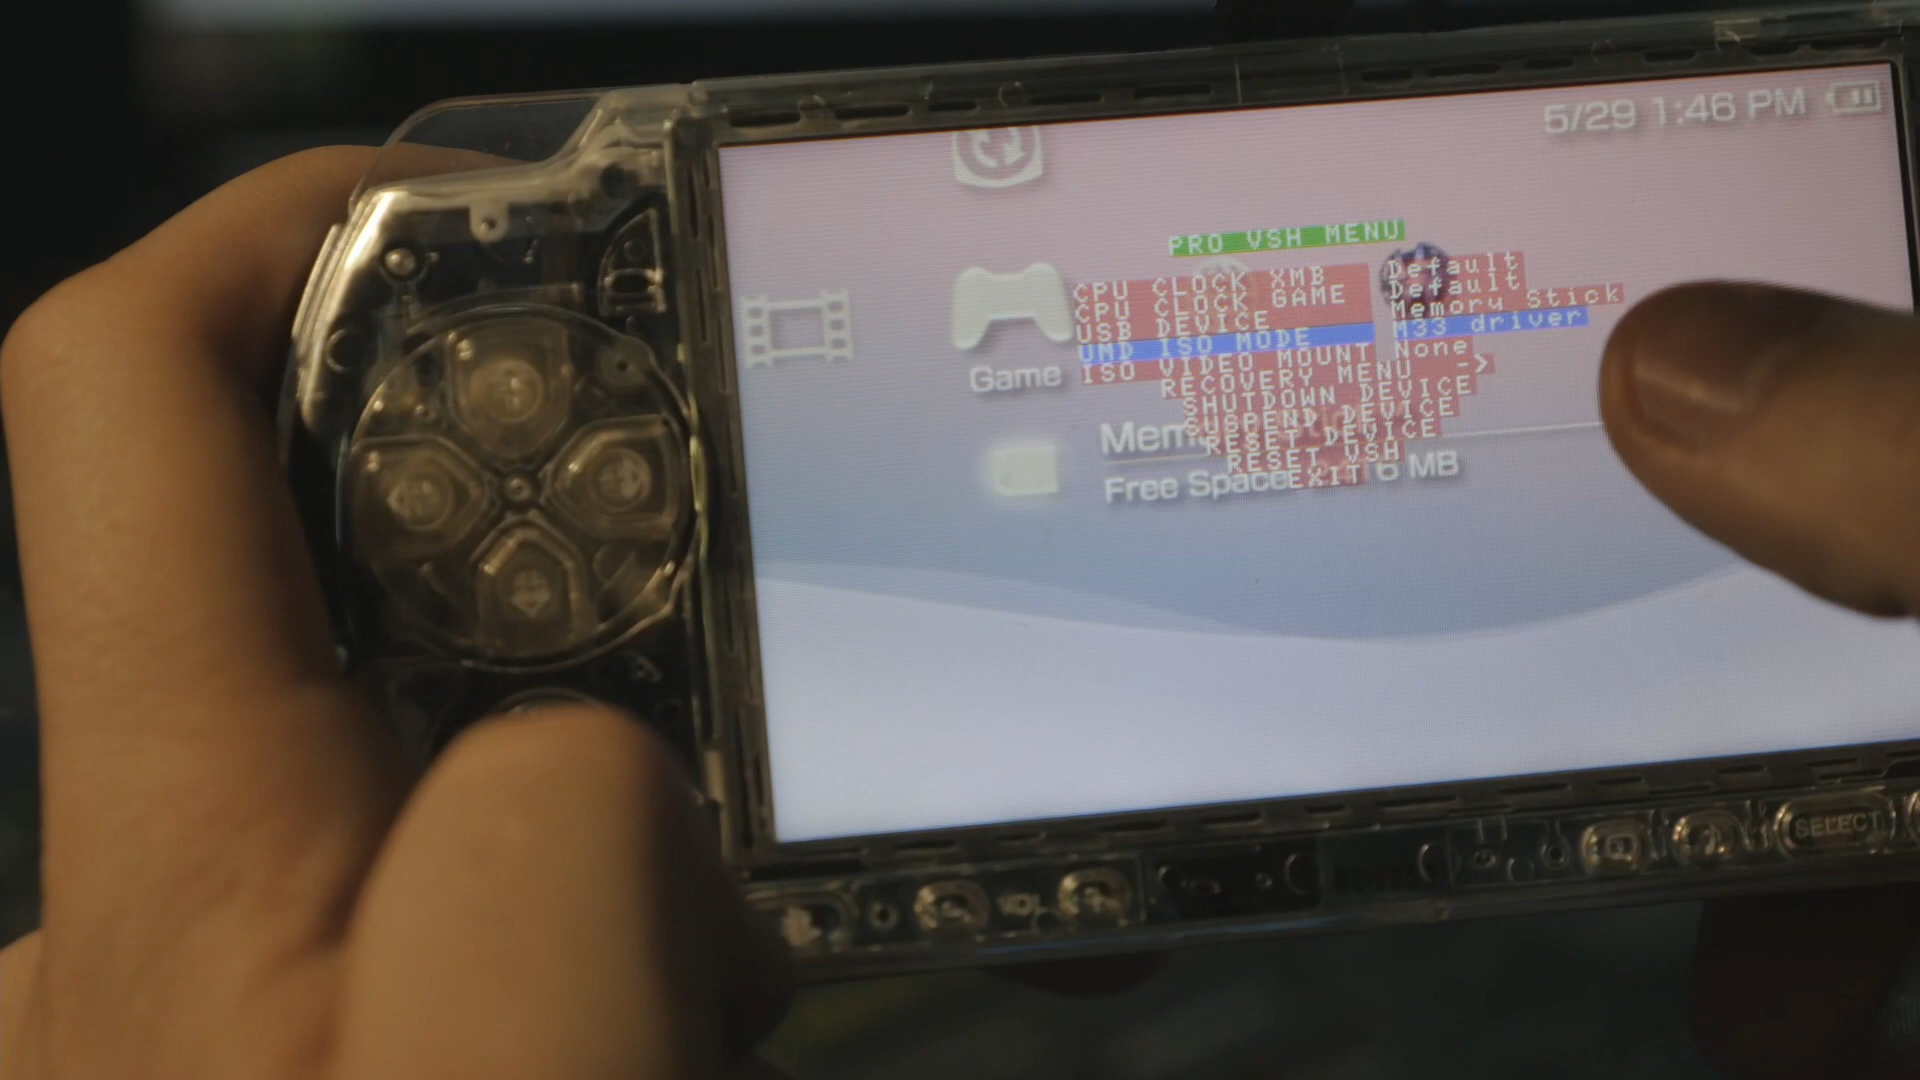 5/29 1:46 PM
PRO VSH MENU
CPU CLOCK XMB Default
CPU CLOCK GAME Default
USB DEVICE Memory Stick
UMD ISO MODE M33 driver
ISO VIDEO MOUNT None
RECOVERY MENU ->
SHUTDOWN DEVICE
SUSPEND DEVICE
RESET DEVICE
RESET VSH
EXIT
Game
Free Space 6 MB
VOL
SELECT